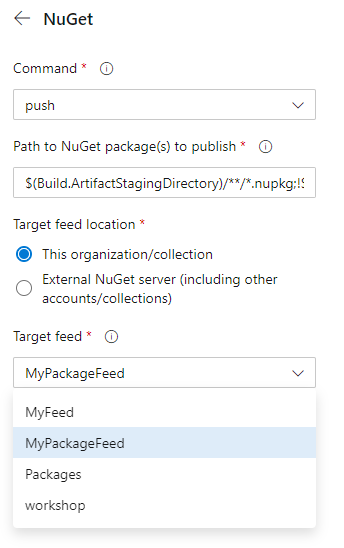 NuGet
Command *
push
Path to NuGet package(s) to publish *
$(Build.ArtifactStagingDirectory)/**/*.nupkg;!$
Target feed location *
This organization/collection
External NuGet server (including other
accounts/collections)
Target feed *
MyPackageFeed
MyFeed
MyPackageFeed
Packages
workshop